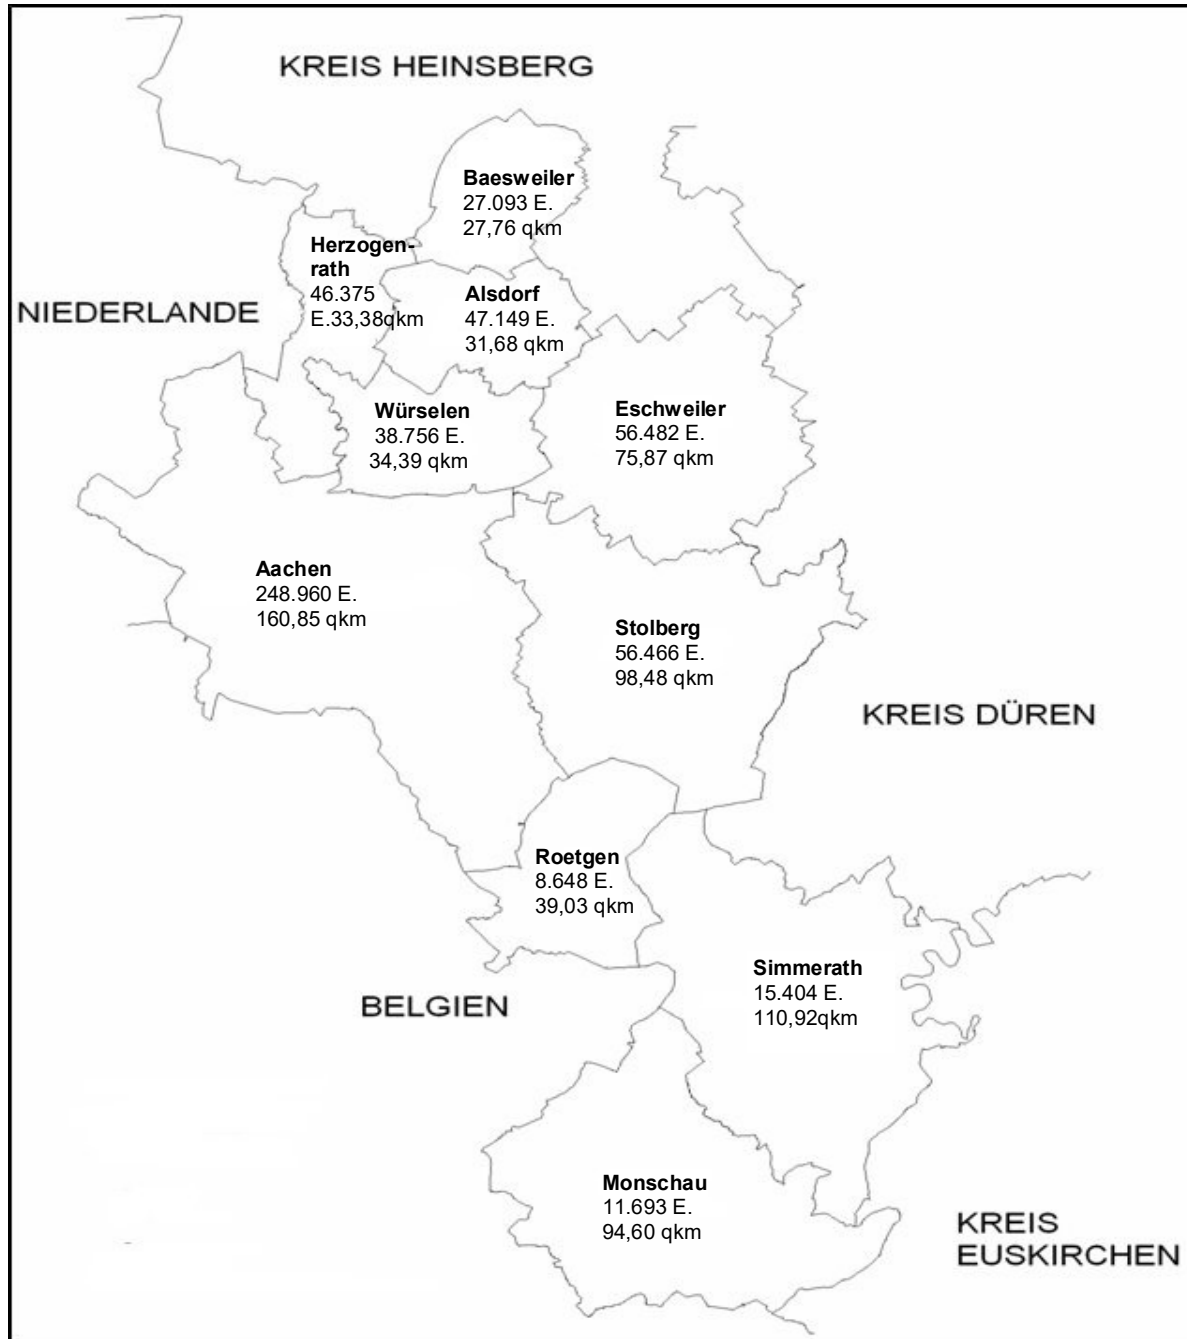 KREIS HEINSBERG
Baesweiler
27.093 E.
27,76 qkm
Herzogen-
rath
46.375
E.33,38qkm
NIEDERLANDE
Alsdorf
47.149 E.
31,68 qkm
Würselen
38.756 E.
34,39 qkm
Eschweiler
56.482 E.
75,87 qkm
Aachen
248.960 E.
160,85 qkm
Stolberg
56.466 E.
98,48 qkm
KREIS DÜREN
Roetgen
8.648 E.
39,03 qkm
Simmerath
15.404 E.
110,92qkm
BELGIEN
Monschau
11.693 E.
94,60 qkm
KREIS
EUSKIRCHEN